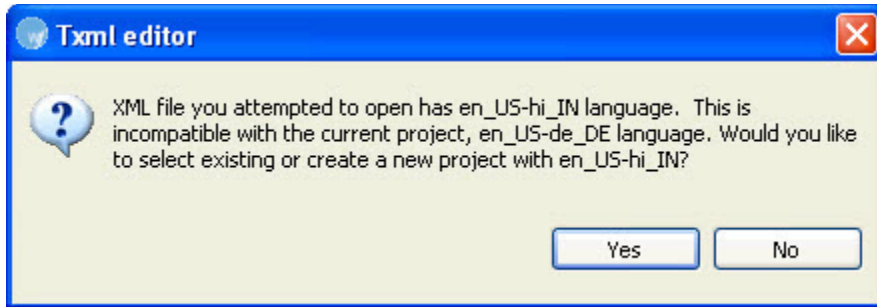 Txml editor
XML file you attempted to open has en_US-hi_IN language. This is
incompatible with the current project, en_US-de_DE language. Would you like
to select existing or create a new project with en_US-hi_IN?
Yes
No